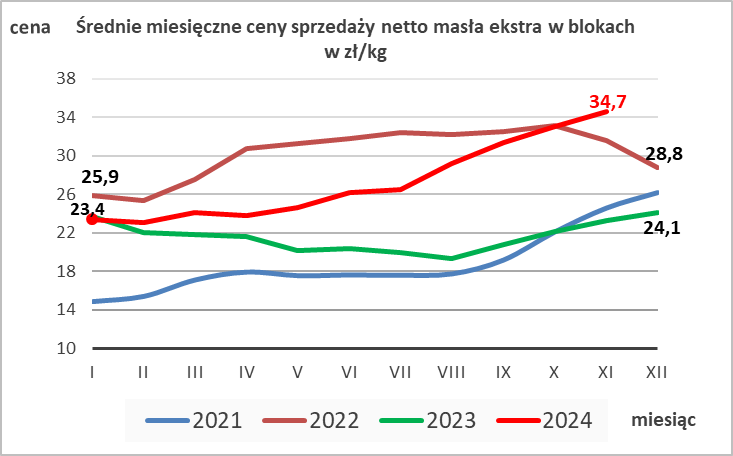 cena
Średnie miesięczne ceny sprzedaży netto masła ekstra w blokach
w zł/kg
38
34
30
26
22
18
14
10
34,7
25,9
23,4
28,8
24,1
I II III IV V VI VII VIII IX X XI XII
2021 2022 2023 2024
miesiąc